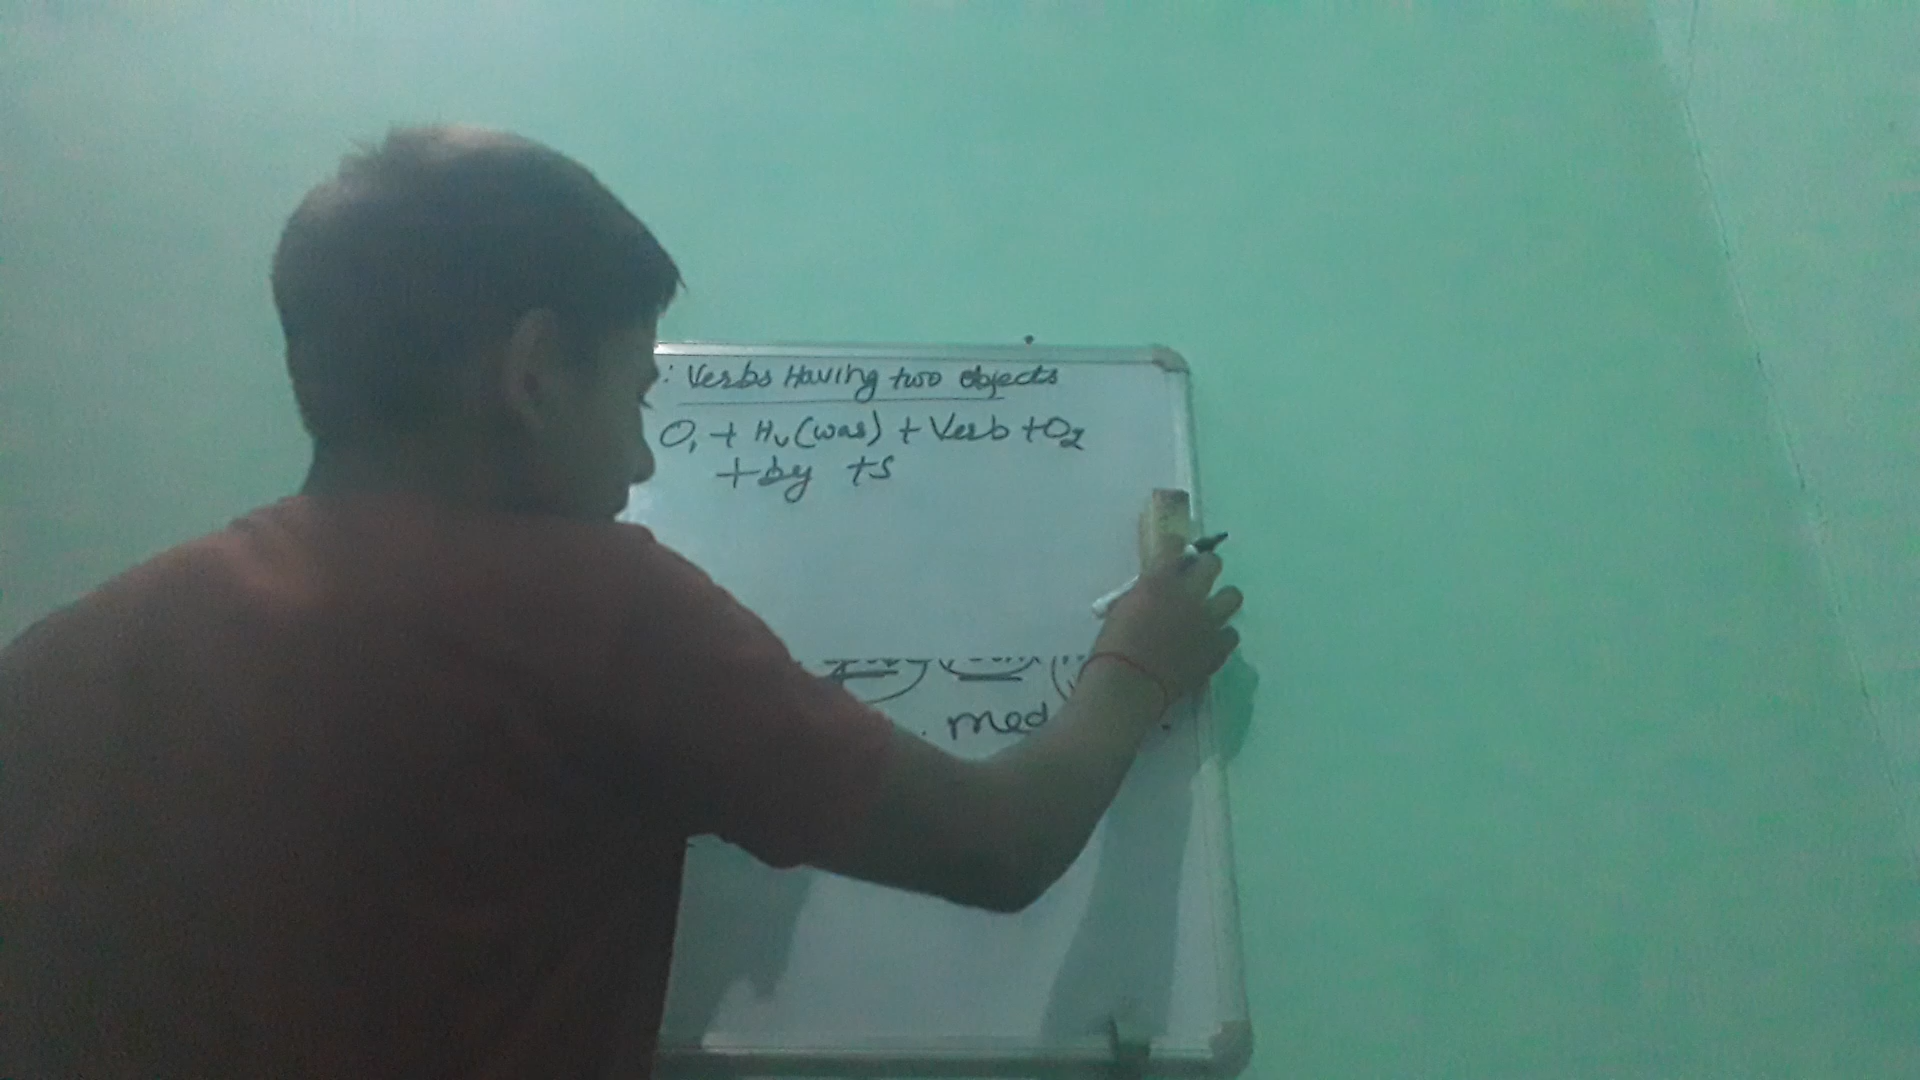 : Verbs Having two objects
O₁ + Hv (was) + Verb + O₂
+ by + S
. med